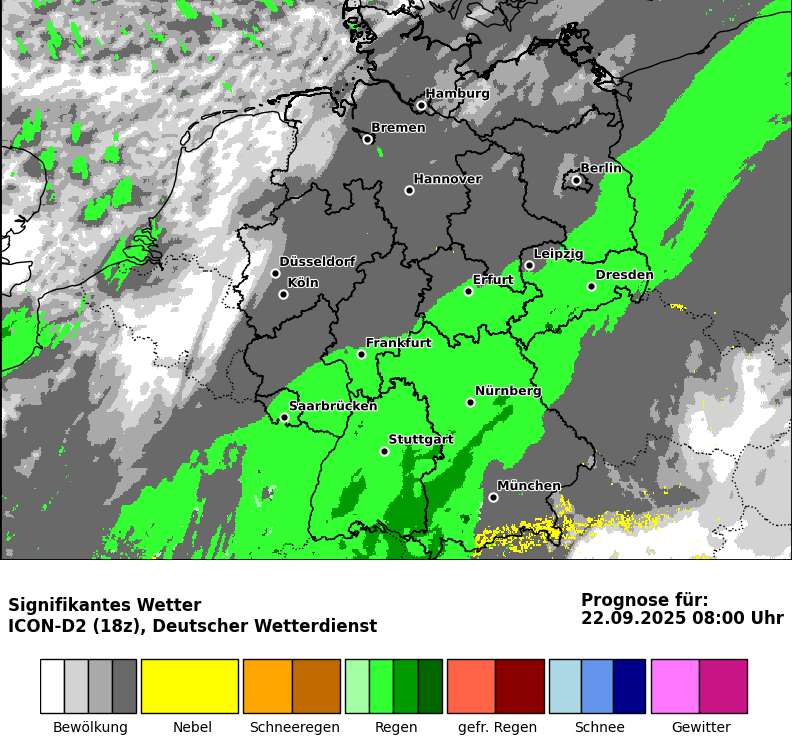 Hamburg
Bremen
Berlin
Hannover
Leipzig
Düsseldorf
Dresden
Köln
Erfurt
Frankfurt
Nürnberg
Saarbrücken
Stuttgart
München
Signifikantes Wetter
ICON-D2 (18z), Deutscher Wetterdienst
Prognose für:
22.09.2025 08:00 Uhr
Bewölkung Nebel Schneeregen Regen gefr. Regen Schnee Gewitter